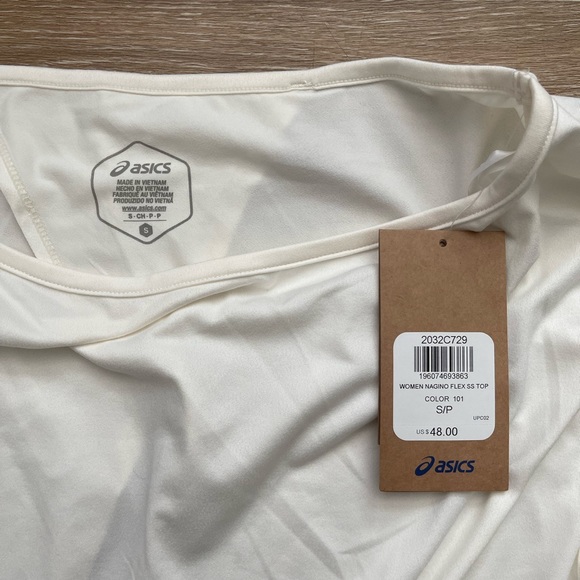 asics
MADE IN VIETNAM
HECHO EN VIETNAM
FABRIQUÉ AU VIETNAM
PRODUZIDO NO VIETNÃ
www.asics.com
S - CH - P - P
S
2032C729
196074693863
WOMEN NAGINO FLEX SS TOP
COLOR 101
S/P
UPC02
US $ 48.00
asics